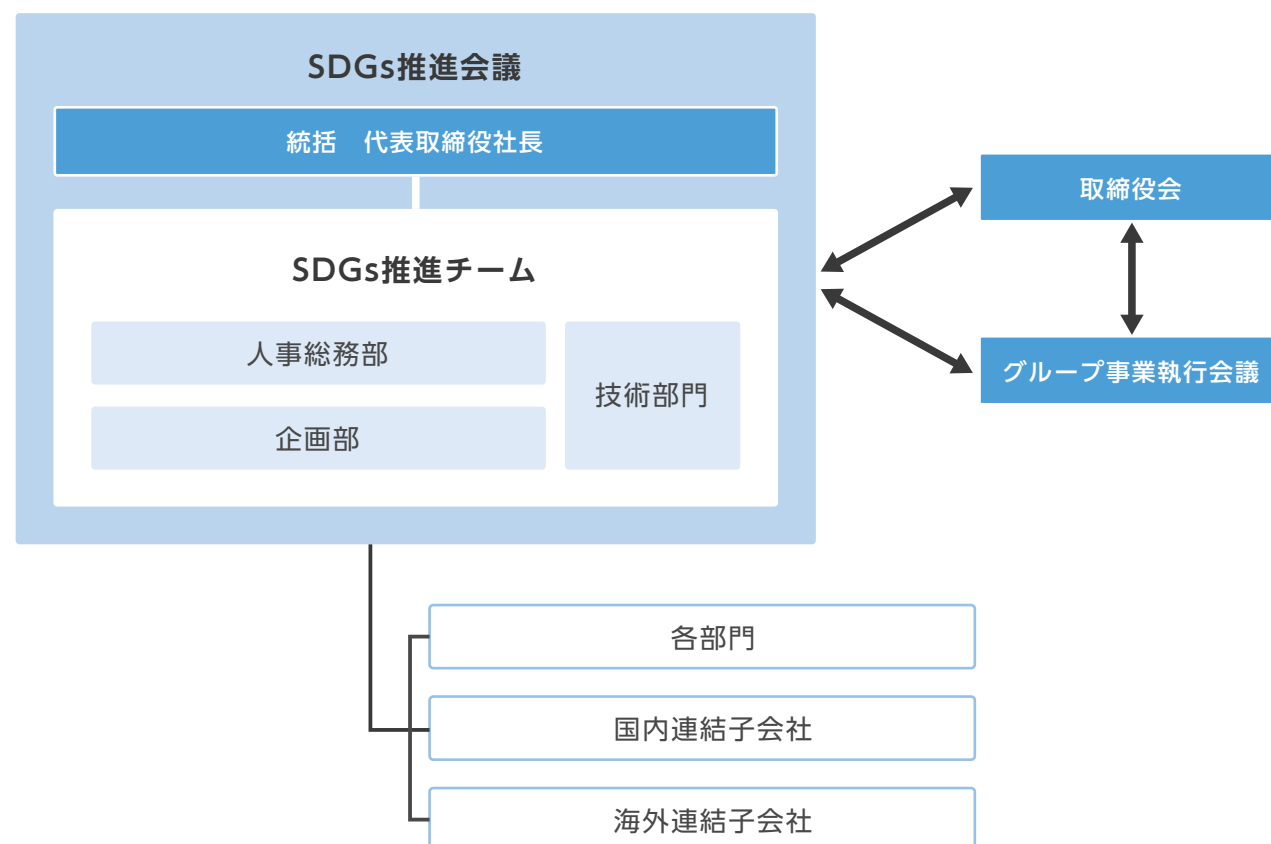 SDGs推進会議
統括　代表取締役社長
SDGs推進チーム
人事総務部
企画部
技術部門
取締役会
グループ事業執行会議
各部門
国内連結子会社
海外連結子会社